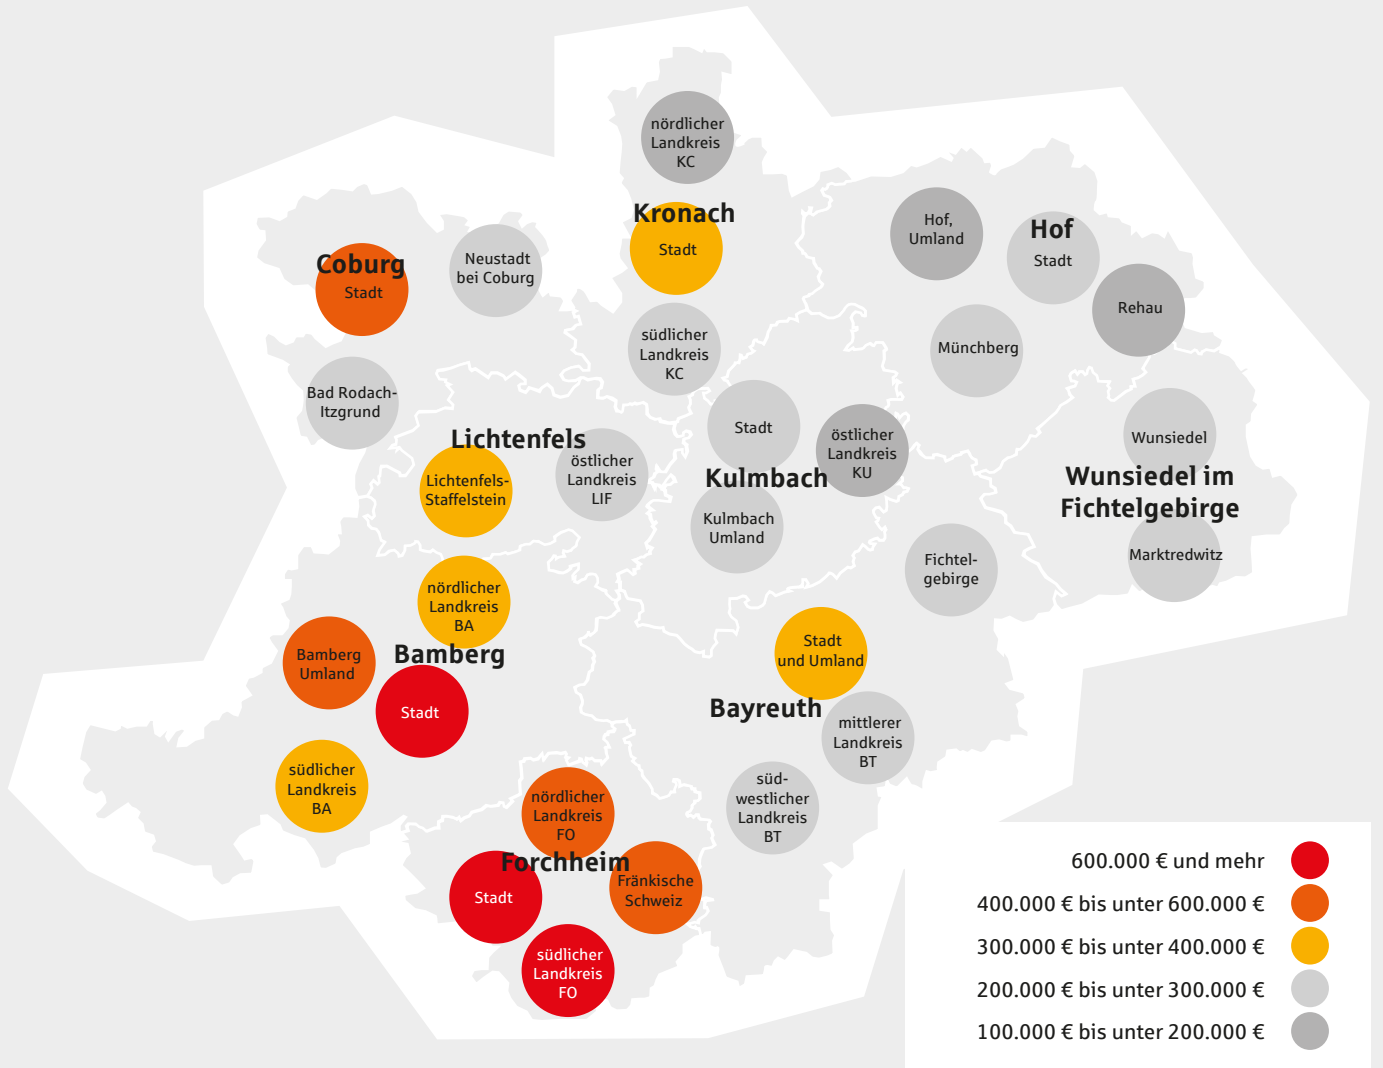 nördlicher
Landkreis
KC
Kronach
Stadt
südlicher
Landkreis
KC
Coburg
Stadt
Neustadt
bei Coburg
Bad Rodach-
Itzgrund
Hof,
Umland
Hof
Stadt
Rehau
Münchberg
Lichtenfels
Lichtenfels-
Staffelstein
östlicher
Landkreis
LIF
Stadt
östlicher
Landkreis
KU
Kulmbach
Kulmbach
Umland
Wunsiedel
Wunsiedel im
Fichtelgebirge
Marktredwitz
Fichtel-
gebirge
nördlicher
Landkreis
BA
Bamberg
Umland
Bamberg
Stadt
südlicher
Landkreis
BA
Stadt
und Umland
Bayreuth
mittlerer
Landkreis
BT
süd-
westlicher
Landkreis
BT
nördlicher
Landkreis
FO
Forchheim
Stadt
Fränkische
Schweiz
südlicher
Landkreis
FO
600.000 € und mehr
400.000 € bis unter 600.000 €
300.000 € bis unter 400.000 €
200.000 € bis unter 300.000 €
100.000 € bis unter 200.000 €